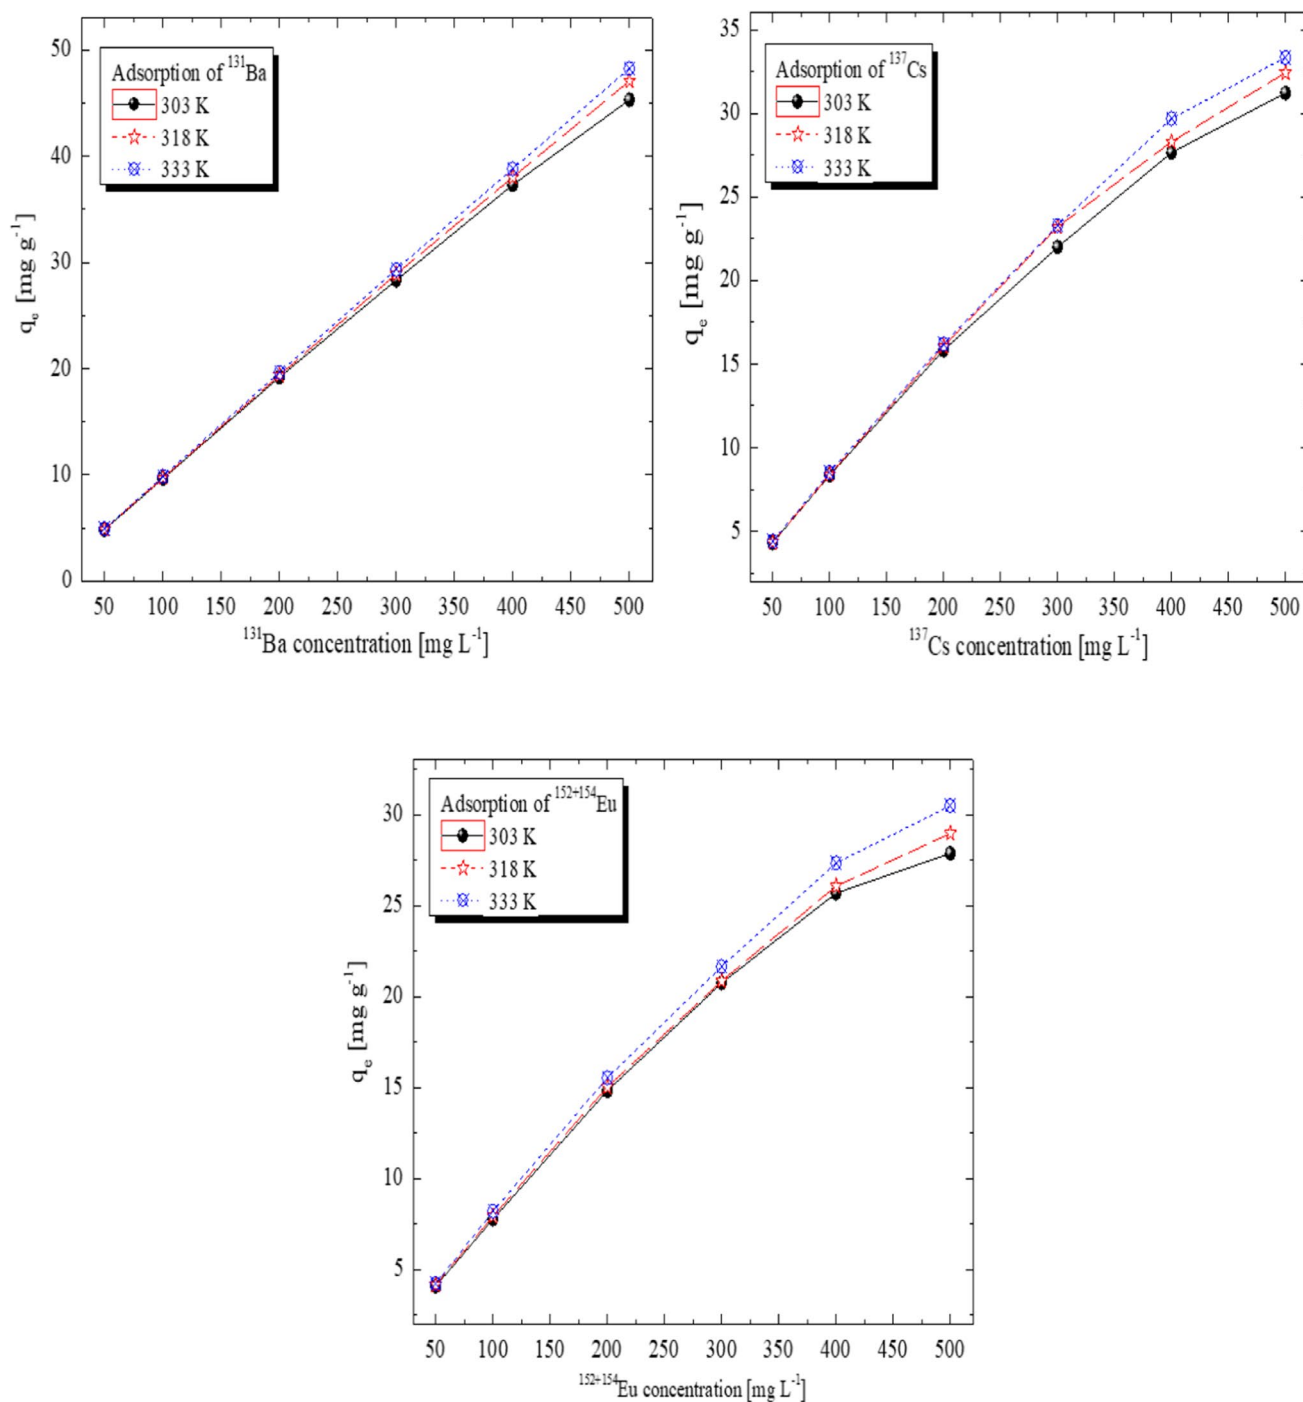 Adsorption of ¹³¹Ba
303 K
318 K
333 K
qₑ [mg g⁻¹]
50
40
30
20
10
0
50 100 150 200 250 300 350 400 450 500
¹³¹Ba concentration [mg L⁻¹]
Adsorption of ¹³⁷Cs
303 K
318 K
333 K
qₑ [mg g⁻¹]
35
30
25
20
15
10
5
50 100 150 200 250 300 350 400 450 500
¹³⁷Cs concentration [mg L⁻¹]
Adsorption of ¹⁵²⁺¹⁵⁴Eu
303 K
318 K
333 K
qₑ [mg g⁻¹]
30
25
20
15
10
5
50 100 150 200 250 300 350 400 450 500
¹⁵²⁺¹⁵⁴Eu concentration [mg L⁻¹]